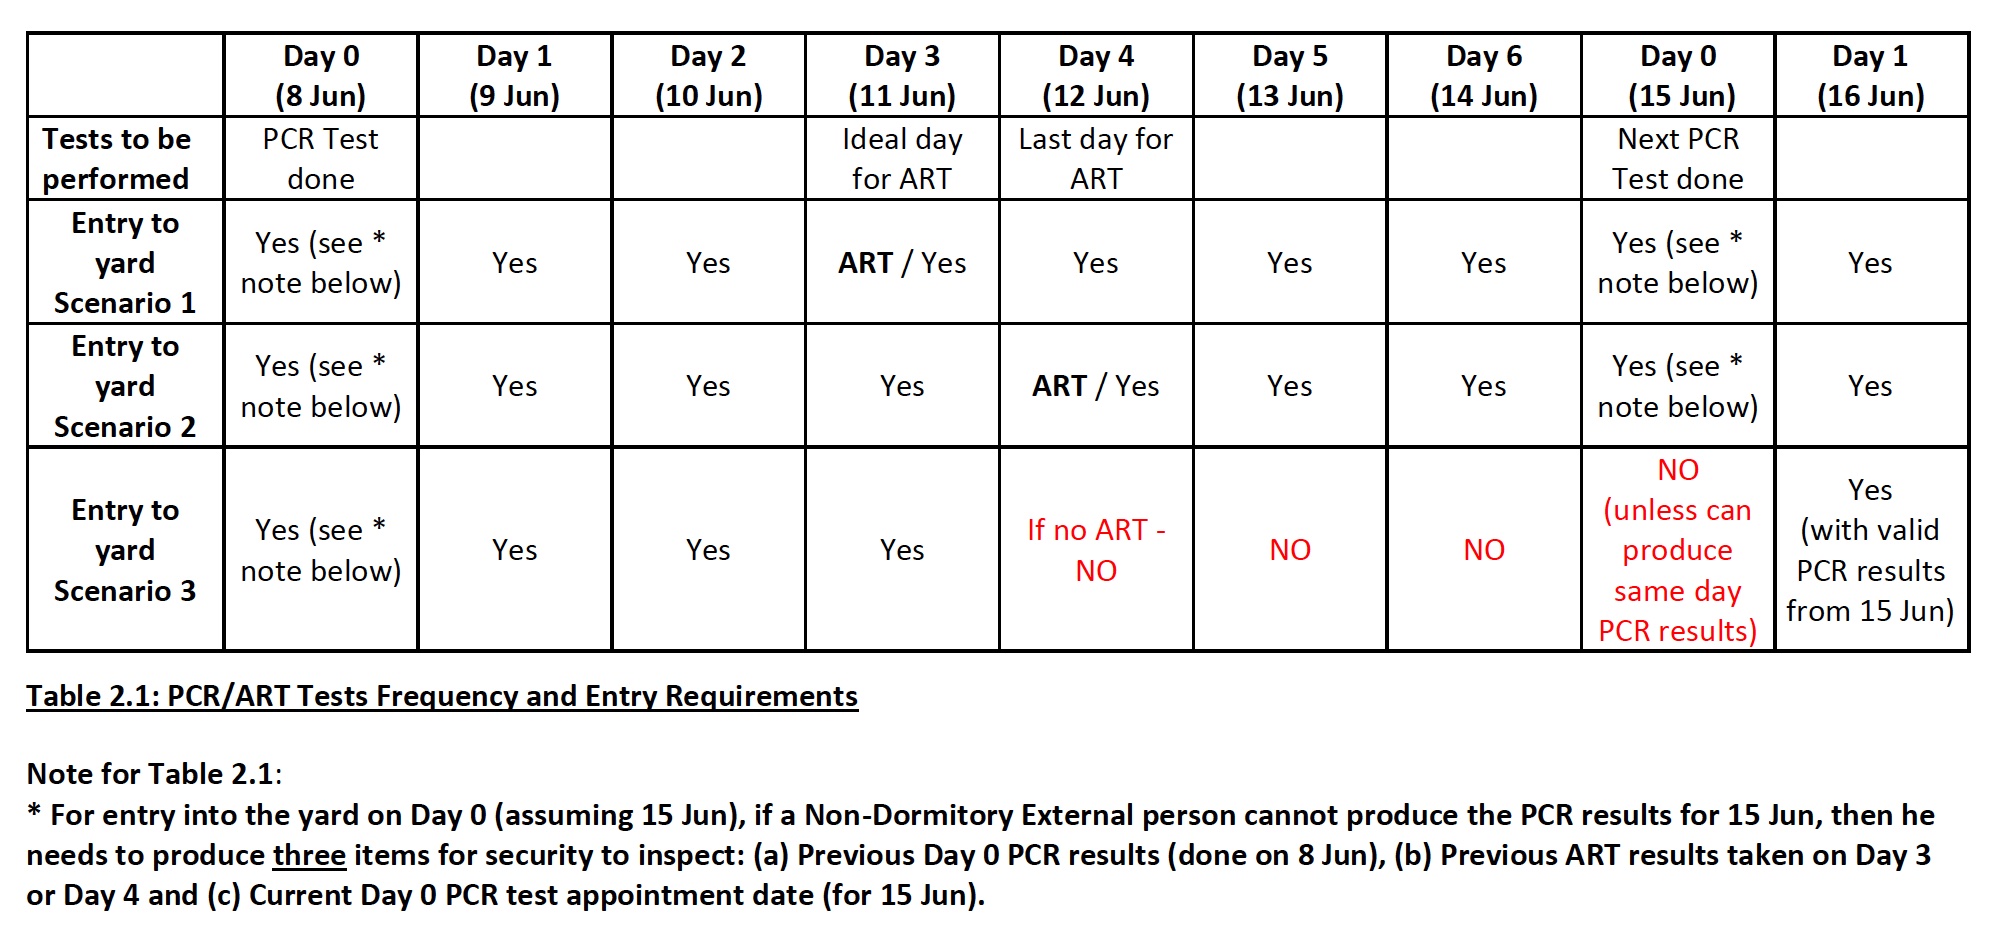 Day 0 Day 1 Day 2 Day 3 Day 4 Day 5 Day 6 Day 0 Day 1
(8 Jun) (9 Jun) (10 Jun) (11 Jun) (12 Jun) (13 Jun) (14 Jun) (15 Jun) (16 Jun)
Tests to be PCR Test Ideal day Last day for Next PCR
performed done for ART ART Test done
Entry to
yard
Scenario 1
Yes (see *
note below)
Yes
Yes
ART / Yes
Yes
Yes
Yes
Yes (see *
note below)
Yes
Entry to
yard
Scenario 2
Yes (see *
note below)
Yes
Yes
Yes
ART / Yes
Yes
Yes
Yes (see *
note below)
Yes
Entry to
yard
Scenario 3
Yes (see *
note below)
Yes
Yes
Yes
If no ART -
NO
NO
NO
NO
(unless can
produce
same day
PCR results)
Yes
(with valid
PCR results
from 15 Jun)
Table 2.1: PCR/ART Tests Frequency and Entry Requirements
Note for Table 2.1:
* For entry into the yard on Day 0 (assuming 15 Jun), if a Non-Dormitory External person cannot produce the PCR results for 15 Jun, then he
needs to produce three items for security to inspect: (a) Previous Day 0 PCR results (done on 8 Jun), (b) Previous ART results taken on Day 3
or Day 4 and (c) Current Day 0 PCR test appointment date (for 15 Jun).